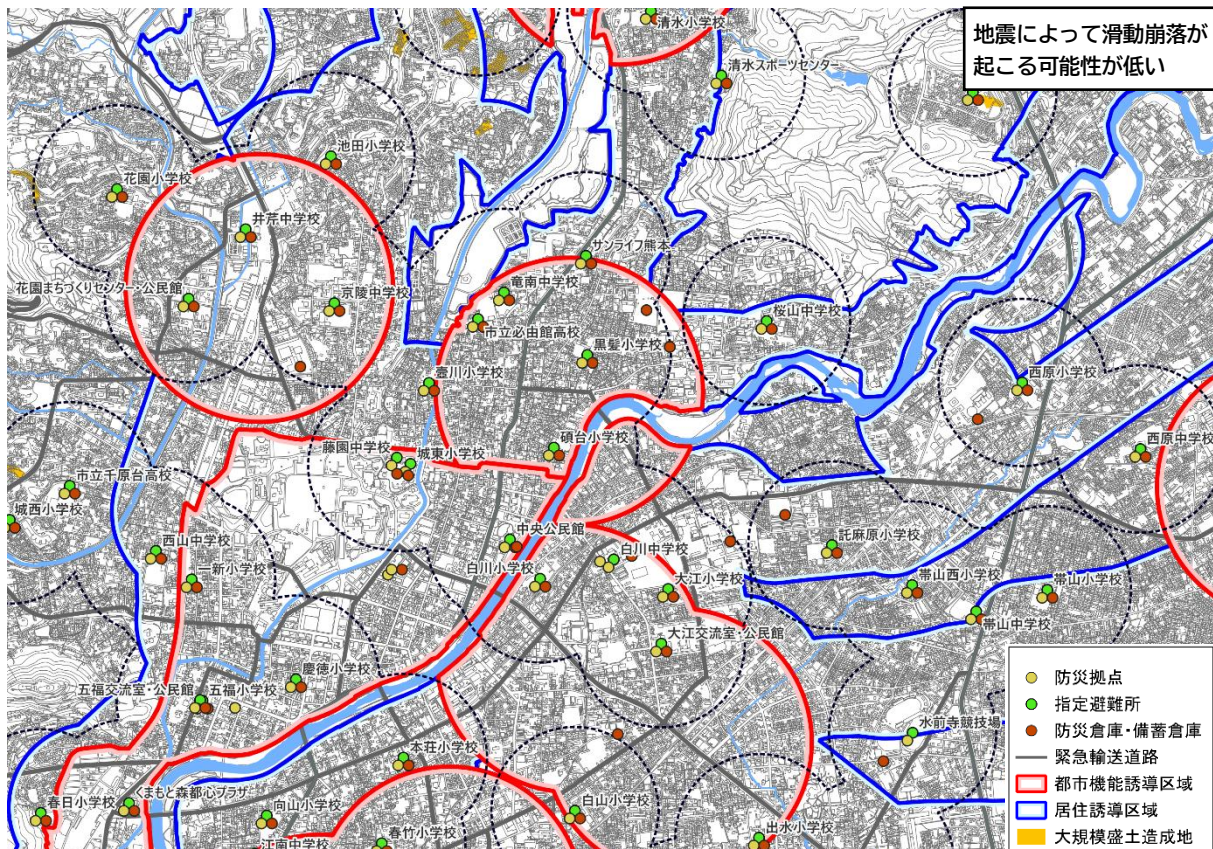 地震によって滑動崩落が
起こる可能性が低い
清水小学校
清水スポーツセンター
池田小学校
花園小学校
井芹中学校
サンライフ熊本
花園まちづくりセンター・公民館
京陵中学校
竜南中学校
市立必由館高校
桜山中学校
黒髪小学校
壺川小学校
西原小学校
藤園中学校
城東小学校
碩台小学校
西原中学校
市立千原台高校
城西小学校
西山中学校
中央公民館
白川中学校
託麻原小学校
一新小学校
白川小学校
大江小学校
帯山西小学校
帯山小学校
帯山中学校
大江交流室・公民館
慶徳小学校
五福交流室・公民館
五福小学校
水前寺競技場
本荘小学校
くまもと森都心プラザ
春日小学校
向山小学校
白山小学校
春竹小学校
出水小学校
江南中学校
防災拠点
指定避難所
防災倉庫・備蓄倉庫
緊急輸送道路
都市機能誘導区域
居住誘導区域
大規模盛土造成地